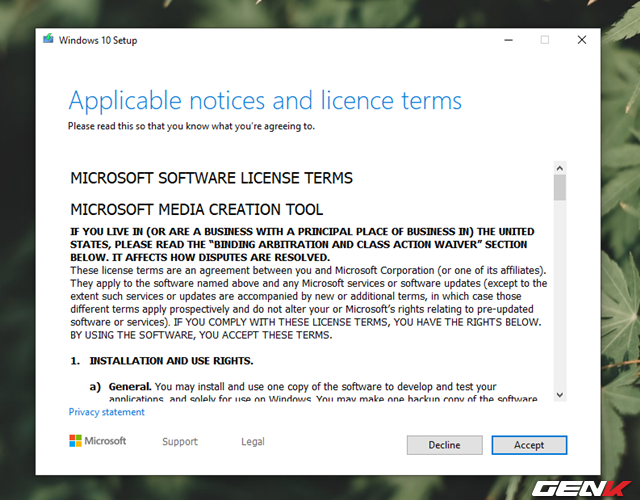 Windows 10 Setup
Applicable notices and licence terms
Please read this so that you know what you're agreeing to.
MICROSOFT SOFTWARE LICENSE TERMS
MICROSOFT MEDIA CREATION TOOL
IF YOU LIVE IN (OR ARE A BUSINESS WITH A PRINCIPAL PLACE OF BUSINESS IN) THE UNITED
STATES, PLEASE READ THE “BINDING ARBITRATION AND CLASS ACTION WAIVER” SECTION
BELOW. IT AFFECTS HOW DISPUTES ARE RESOLVED.
These license terms are an agreement between you and Microsoft Corporation (or one of its affiliates).
They apply to the software named above and any Microsoft services or software updates (except to the
extent such services or updates are accompanied by new or additional terms, in which case those
different terms apply prospectively and do not alter your or Microsoft’s rights relating to pre-updated
software or services). IF YOU COMPLY WITH THESE LICENSE TERMS, YOU HAVE THE RIGHTS BELOW.
BY USING THE SOFTWARE, YOU ACCEPT THESE TERMS.
1. INSTALLATION AND USE RIGHTS.
a) General. You may install and use one copy of the software to develop and test your
applications, and solely for use on Windows. You may make one backup copy of the software
Privacy statement
Microsoft Support Legal Decline Accept
GENK